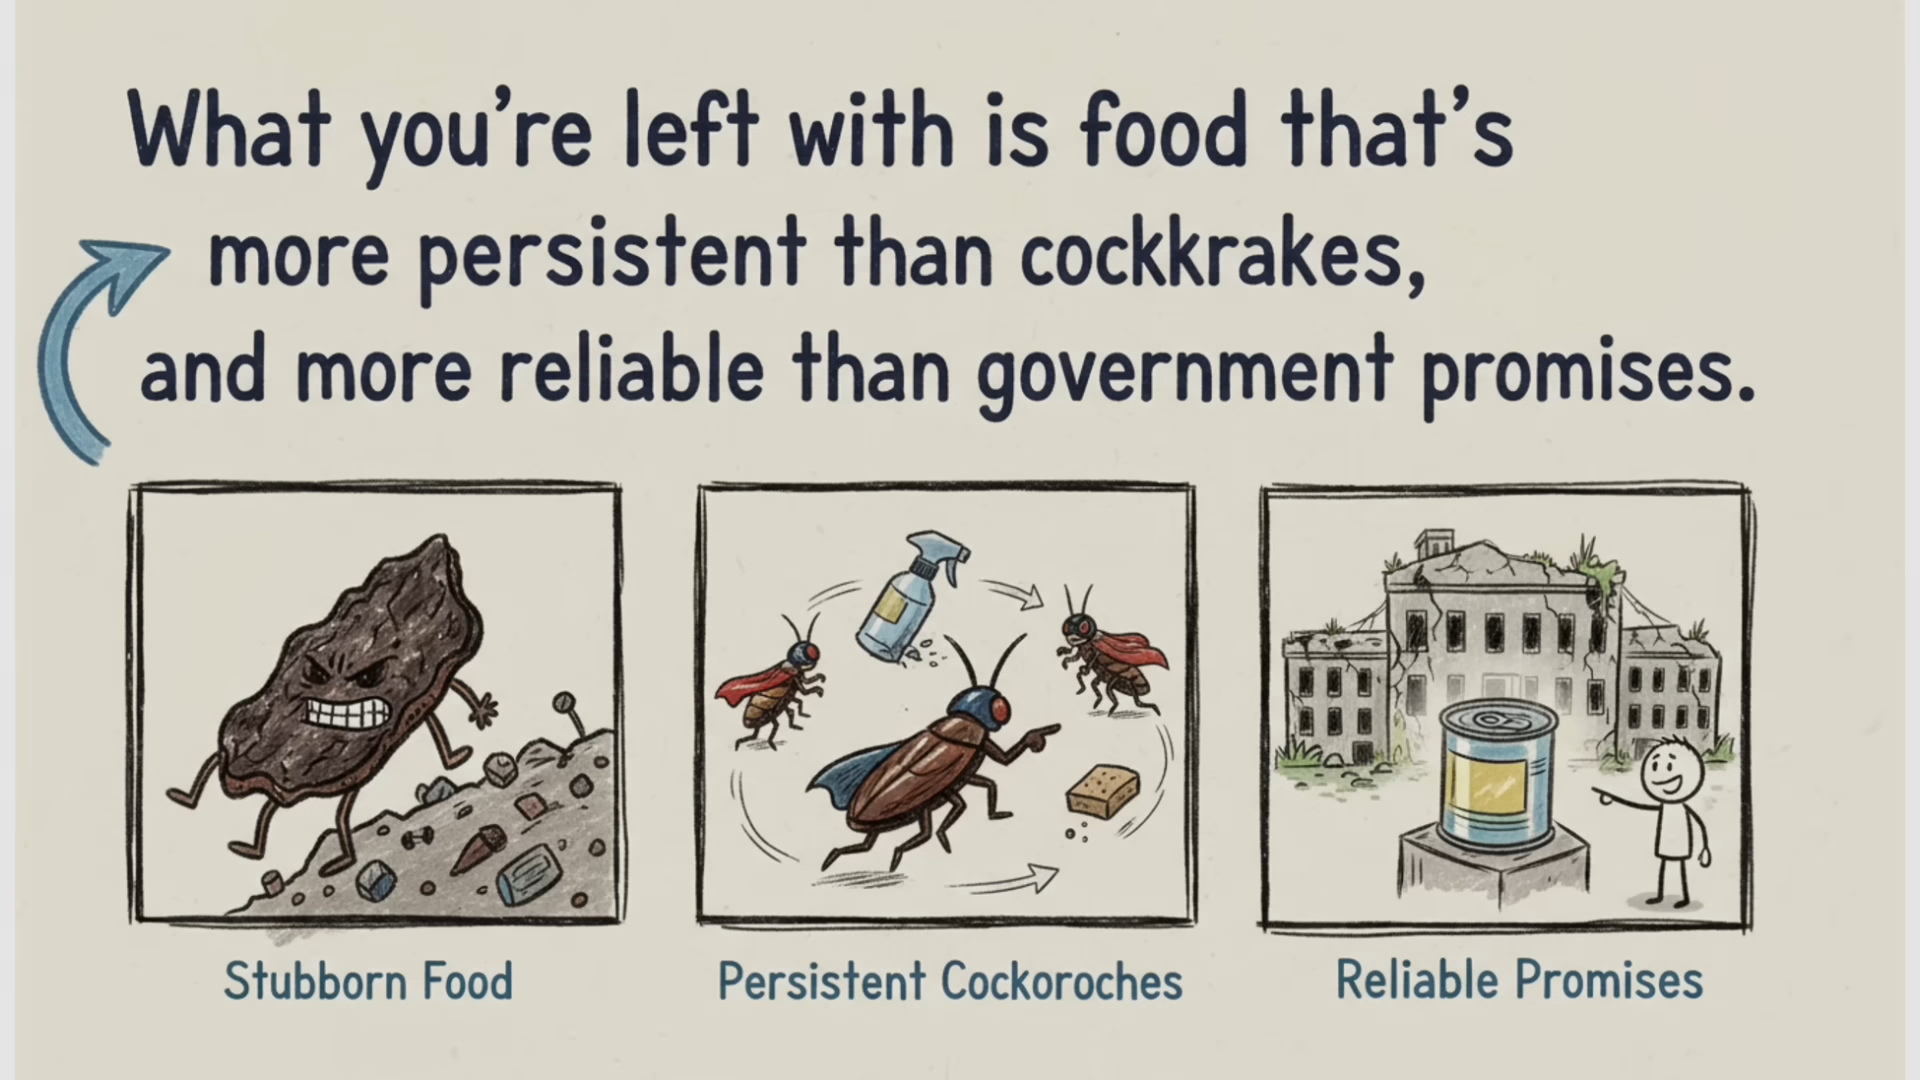 What you're left with is food that's
more persistent than cockkrakes,
and more reliable than government promises.
Stubborn Food
Persistent Cockoroches
Reliable Promises